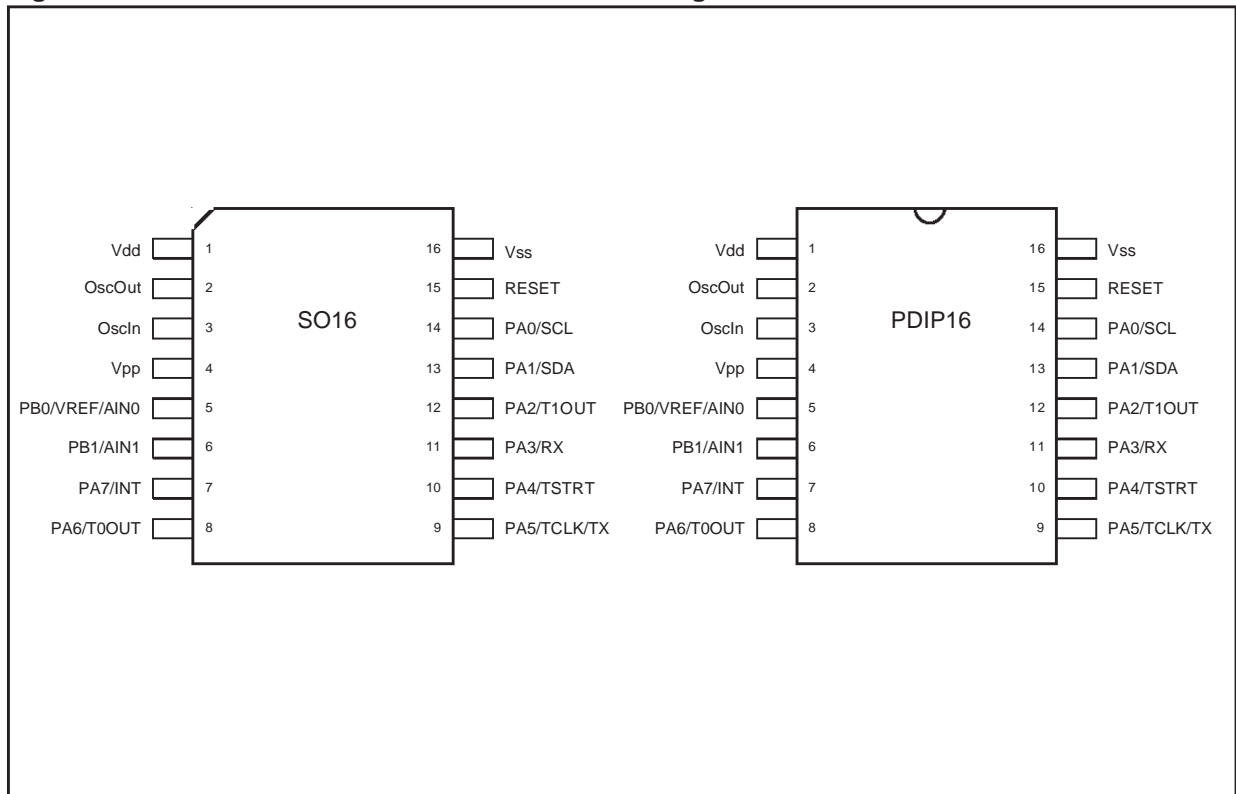 Vdd 1 16 Vss
OscOut 2 15 RESET
OscIn 3 SO16 14 PA0/SCL
Vpp 4 13 PA1/SDA
PB0/VREF/AIN0 5 12 PA2/T1OUT
PB1/AIN1 6 11 PA3/RX
PA7/INT 7 10 PA4/TSTRT
PA6/T0OUT 8 9 PA5/TCLK/TX
Vdd 1 16 Vss
OscOut 2 15 RESET
OscIn 3 PDIP16 14 PA0/SCL
Vpp 4 13 PA1/SDA
PB0/VREF/AIN0 5 12 PA2/T1OUT
PB1/AIN1 6 11 PA3/RX
PA7/INT 7 10 PA4/TSTRT
PA6/T0OUT 8 9 PA5/TCLK/TX